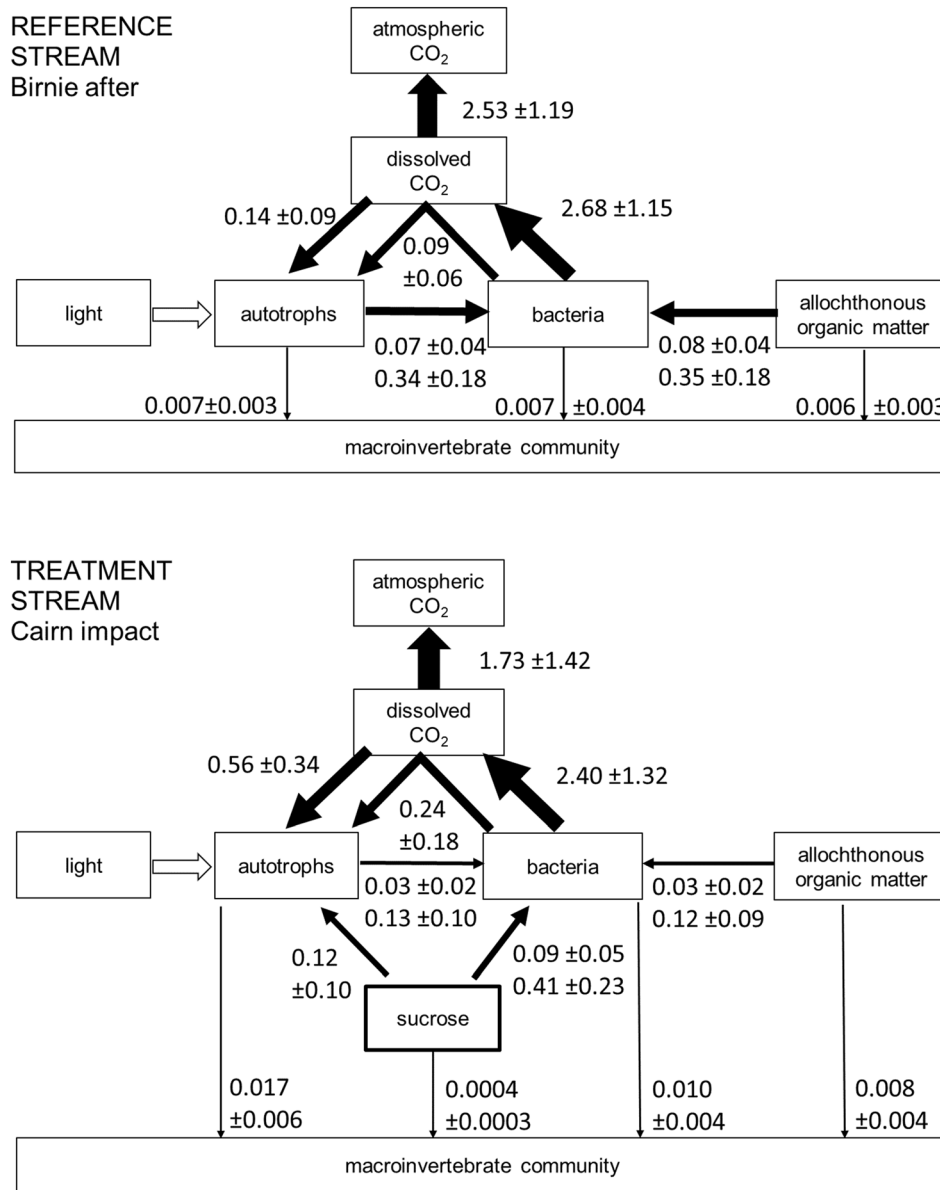 REFERENCE
STREAM
Birnie after
atmospheric
CO₂
2.53 ±1.19
dissolved
CO₂
0.14 ±0.09
2.68 ±1.15
0.09
±0.06
light
autotrophs
bacteria
allochthonous
organic matter
0.07 ±0.04
0.34 ±0.18
0.08 ±0.04
0.35 ±0.18
0.007±0.003
0.007 ±0.004
0.006 ±0.003
macroinvertebrate community
TREATMENT
STREAM
Cairn impact
atmospheric
CO₂
1.73 ±1.42
dissolved
CO₂
0.56 ±0.34
2.40 ±1.32
0.24
±0.18
light
autotrophs
bacteria
allochthonous
organic matter
0.03 ±0.02
0.13 ±0.10
0.03 ±0.02
0.12 ±0.09
0.12
±0.10
0.09 ±0.05
0.41 ±0.23
sucrose
0.017
±0.006
0.0004
±0.0003
0.010
±0.004
0.008
±0.004
macroinvertebrate community